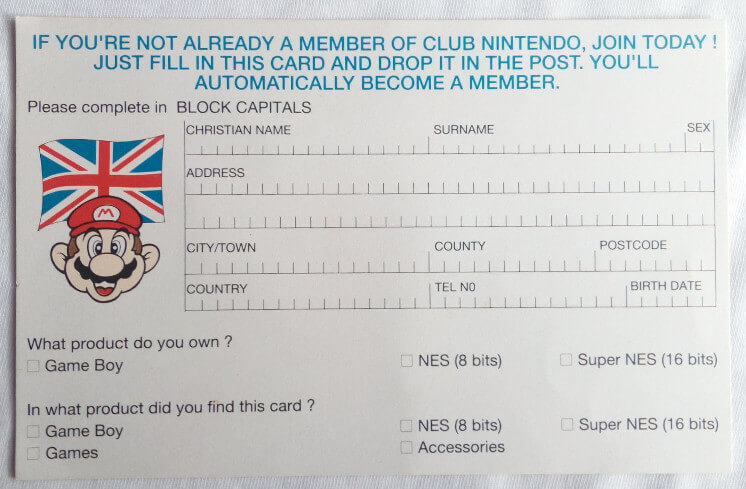 IF YOU'RE NOT ALREADY A MEMBER OF CLUB NINTENDO, JOIN TODAY !
JUST FILL IN THIS CARD AND DROP IT IN THE POST. YOU'LL
AUTOMATICALLY BECOME A MEMBER.
Please complete in BLOCK CAPITALS
CHRISTIAN NAME SURNAME SEX
ADDRESS
M
CITY/TOWN COUNTY POSTCODE
COUNTRY TEL N0 BIRTH DATE
What product do you own ?
Game Boy NES (8 bits) Super NES (16 bits)
In what product did you find this card ?
Game Boy NES (8 bits) Super NES (16 bits)
Games Accessories